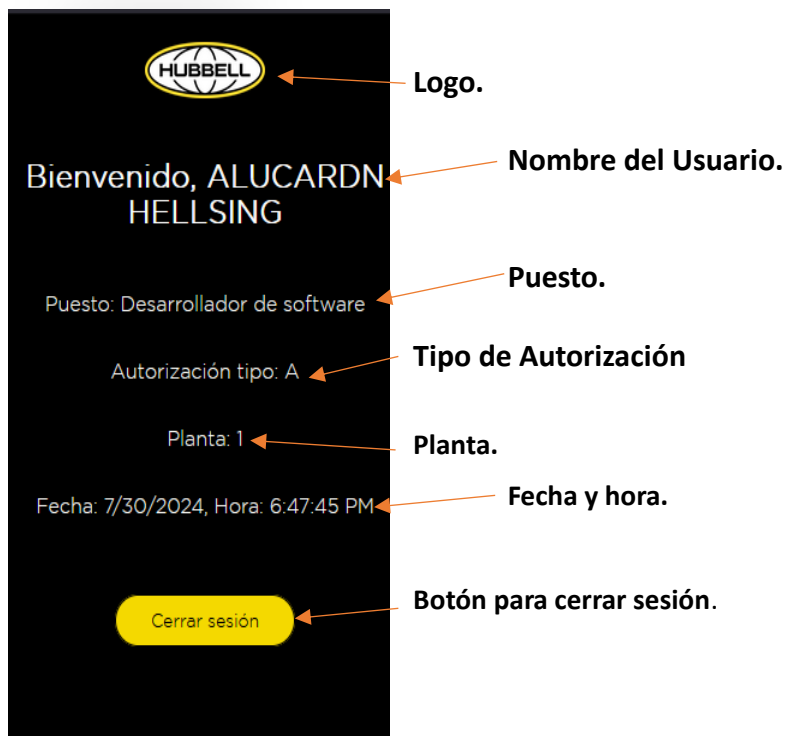 HUBBELL
Logo.
Bienvenido, ALUCARDN
HELLSING
Nombre del Usuario.
Puesto: Desarrollador de software
Puesto.
Autorización tipo: A
Tipo de Autorización
Planta: 1
Planta.
Fecha: 7/30/2024, Hora: 6:47:45 PM
Fecha y hora.
Cerrar sesión
Botón para cerrar sesión.